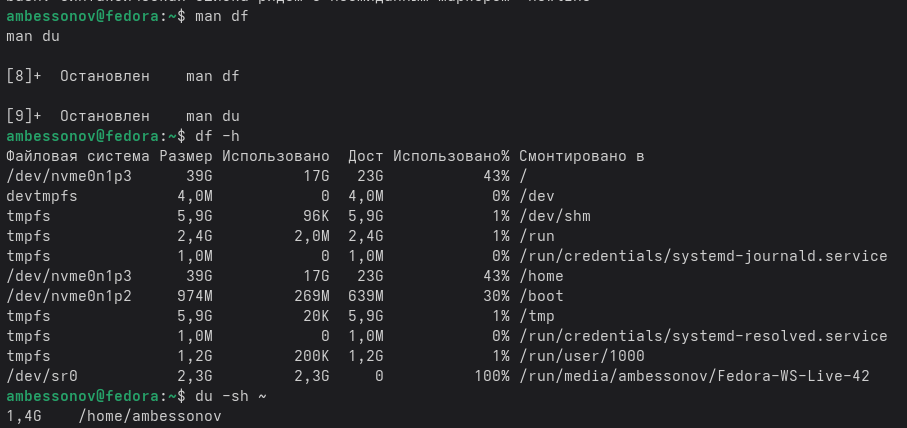 bash: синтаксическая ошибка рядом с неожиданным маркером «newline»
ambessonov@fedora:~$ man df
man du
[8]+  Остановлен    man df
[9]+  Остановлен    man du
ambessonov@fedora:~$ df -h
Файловая система Размер Использовано  Дост Использовано% Смонтировано в
/dev/nvme0n1p3      39G          17G   23G           43% /
devtmpfs           4,0M            0  4,0M            0% /dev
tmpfs              5,9G          96K  5,9G            1% /dev/shm
tmpfs              2,4G         2,0M  2,4G            1% /run
tmpfs              1,0M            0  1,0M            0% /run/credentials/systemd-journald.service
/dev/nvme0n1p3      39G          17G   23G           43% /home
/dev/nvme0n1p2     974M         269M  639M           30% /boot
tmpfs              5,9G          20K  5,9G            1% /tmp
tmpfs              1,0M            0  1,0M            0% /run/credentials/systemd-resolved.service
tmpfs              1,2G         200K  1,2G            1% /run/user/1000
/dev/sr0           2,3G         2,3G     0          100% /run/media/ambessonov/Fedora-WS-Live-42
ambessonov@fedora:~$ du -sh ~
1,4G    /home/ambessonov